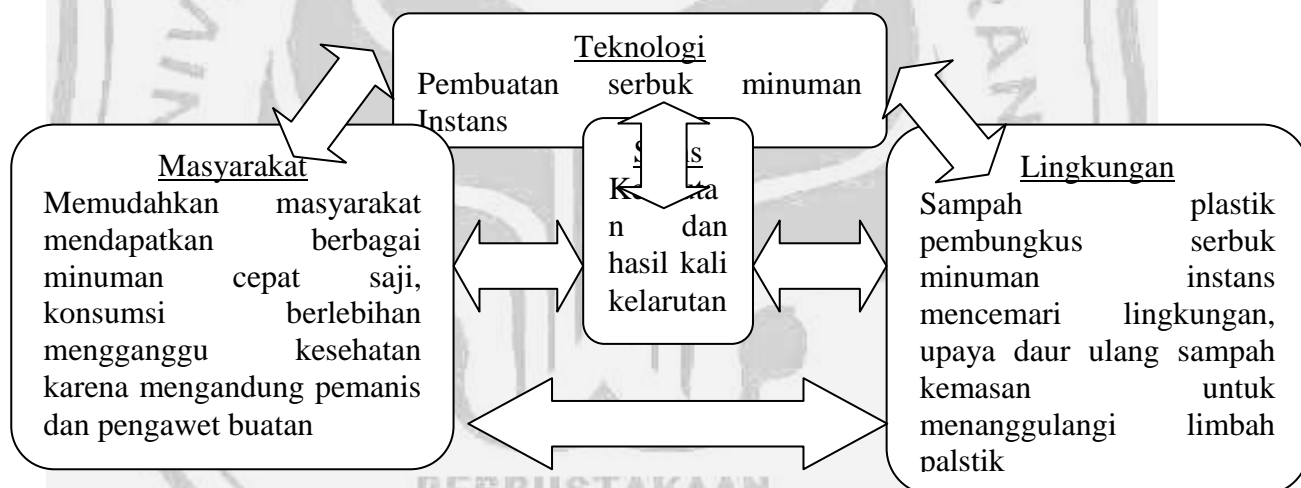 Teknologi
Pembuatan serbuk minuman
Instans
Masyarakat
Memudahkan masyarakat
mendapatkan berbagai
minuman cepat saji,
konsumsi berlebihan
mengganggu kesehatan
karena mengandung pemanis
dan pengawet buatan
n dan
hasil kali
kelarutan
Lingkungan
Sampah plastik
pembungkus serbuk
minuman instans
mencemari lingkungan,
upaya daur ulang sampah
kemasan untuk
menanggulangi limbah
palstik
PERPUSTAKAAN